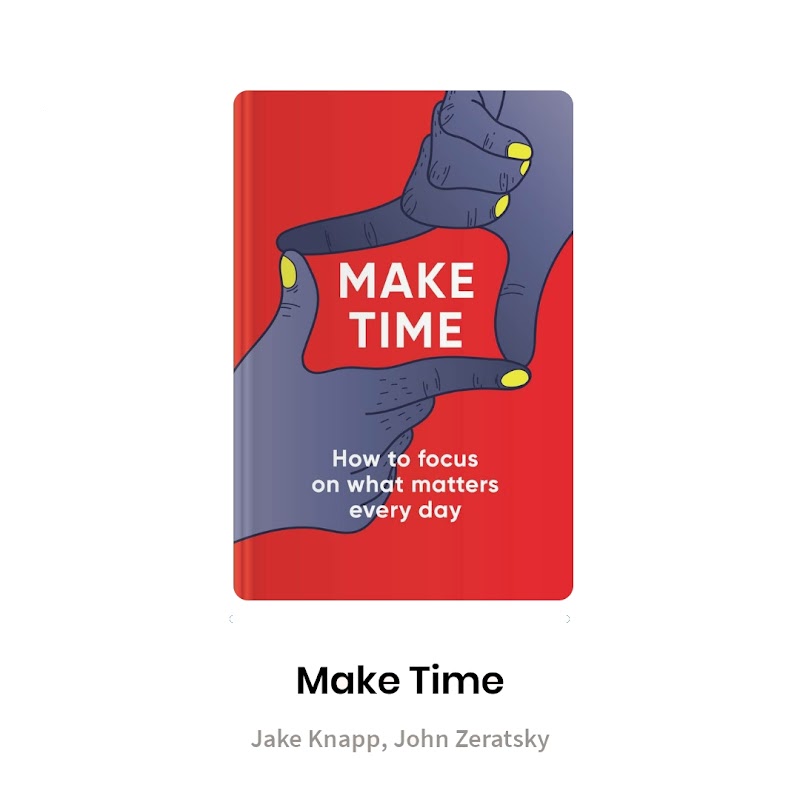 MAKE
TIME
How to focus
on what matters
every day
Make Time
Jake Knapp, John Zeratsky